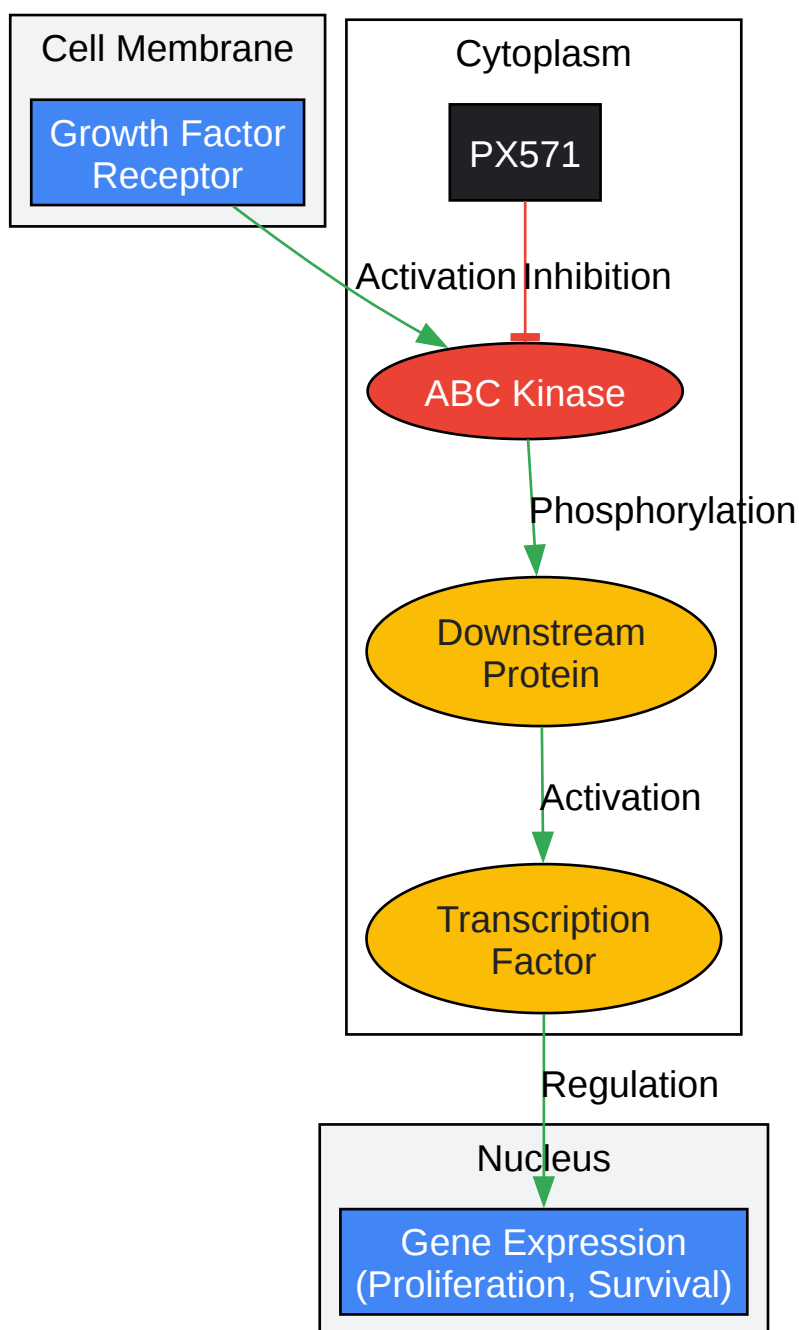 Cell Membrane
Growth Factor
Receptor
Cytoplasm
PX571
Activation
Inhibition
ABC Kinase
Phosphorylation
Downstream
Protein
Activation
Transcription
Factor
Regulation
Nucleus
Gene Expression
(Proliferation, Survival)